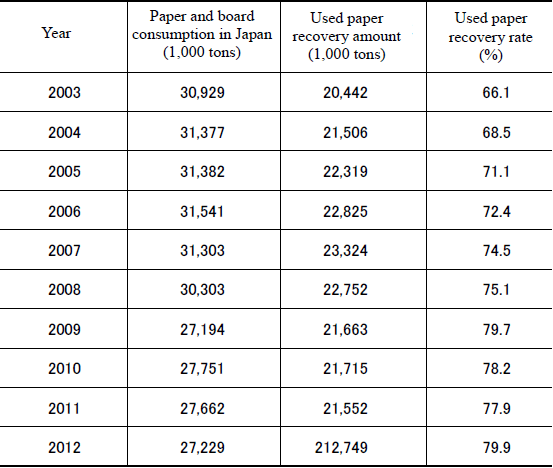 Year
Paper and board
consumption in Japan
(1,000 tons)
Used paper
recovery amount
(1,000 tons)
Used paper
recovery rate
(%)
2003 30,929 20,442 66.1
2004 31,377 21,506 68.5
2005 31,382 22,319 71.1
2006 31,541 22,825 72.4
2007 31,303 23,324 74.5
2008 30,303 22,752 75.1
2009 27,194 21,663 79.7
2010 27,751 21,715 78.2
2011 27,662 21,552 77.9
2012 27,229 212,749 79.9